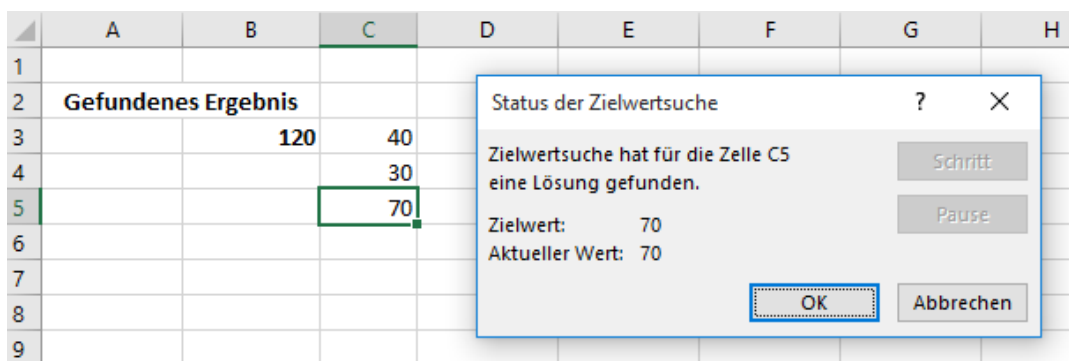 A B C D E F G H
1
2 Gefundenes Ergebnis
3 120 40
4 30
5 70
6
7
8
9
Status der Zielwertsuche ? ×
Zielwertsuche hat für die Zelle C5
eine Lösung gefunden.
Zielwert: 70
Aktueller Wert: 70
Schritt
Pause
OK Abbrechen